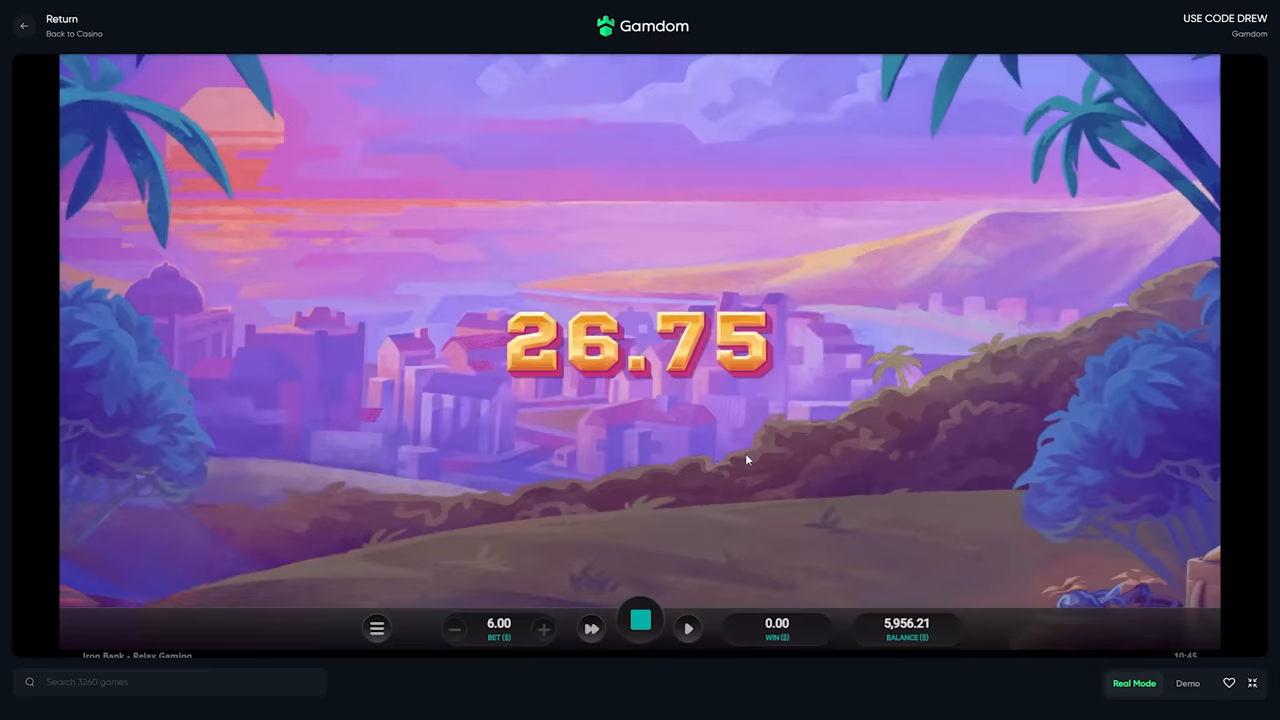 Return
Back to Casino
Gamdom
USE CODE DREW
Gamdom
26.75
6.00
BET ($)
0.00
WIN ($)
5,956.21
BALANCE ($)
Iron Bank - Relax Gaming
10:45
Search 3260 games
Real Mode
Demo